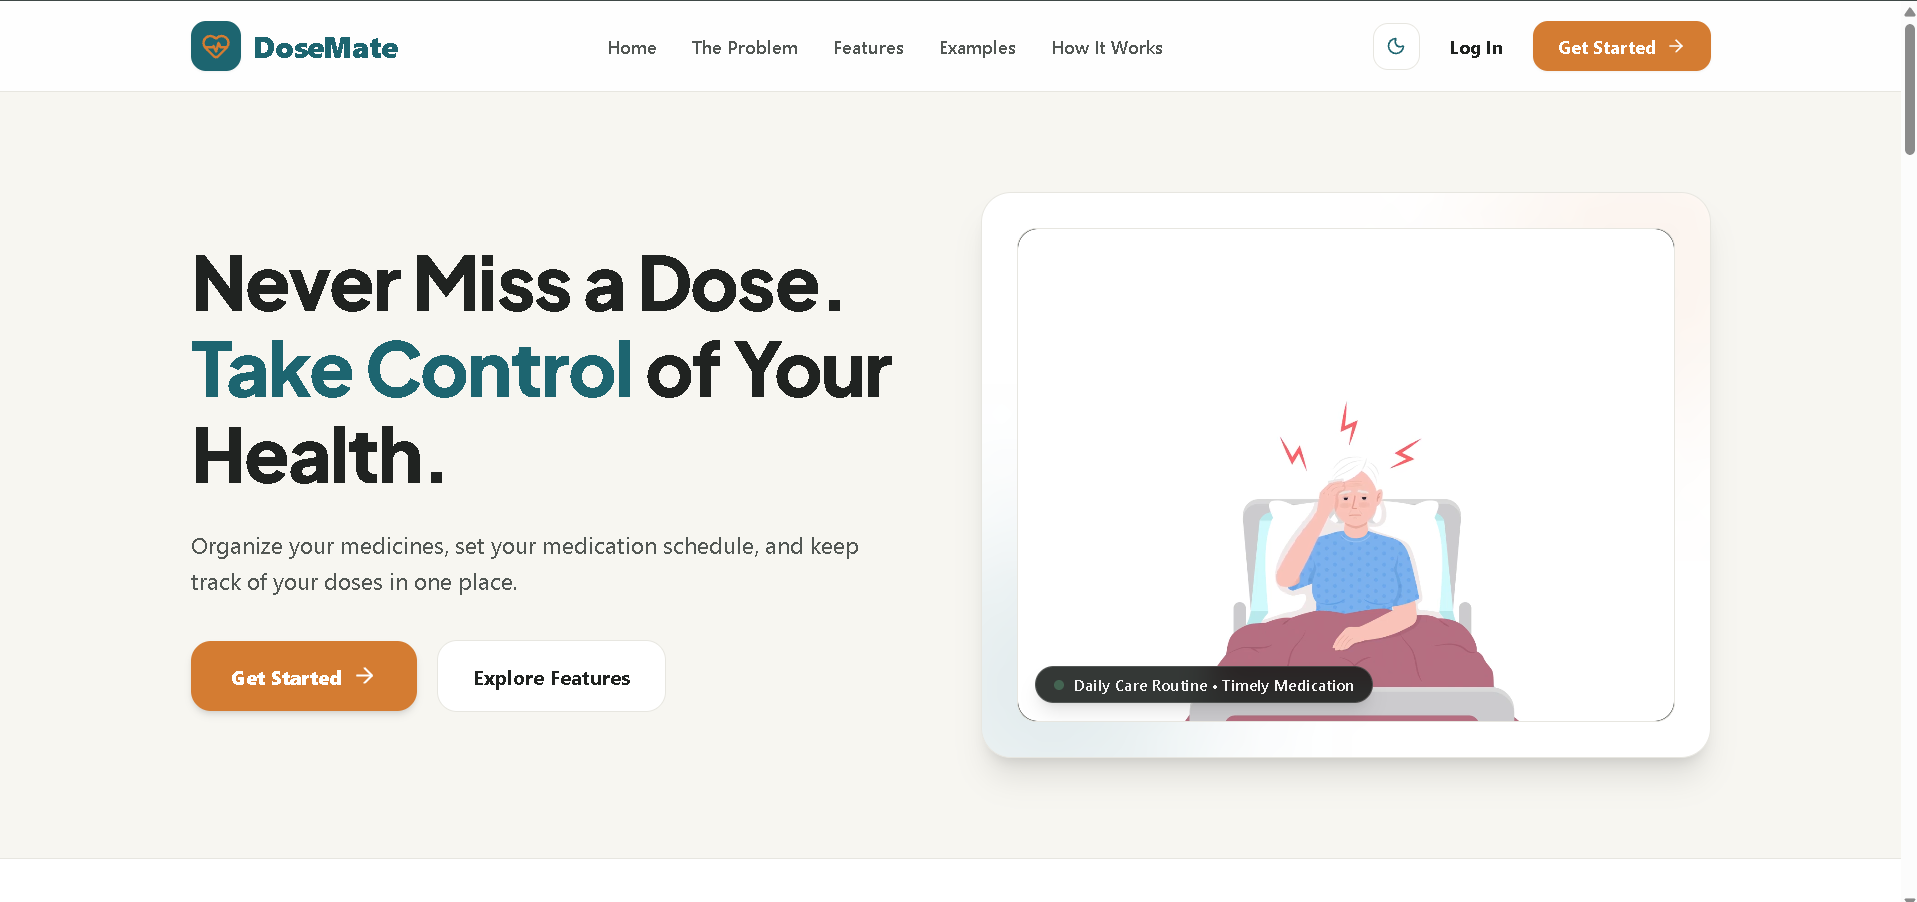 DoseMate
Home
The Problem
Features
Examples
How It Works
Log In
Get Started
Never Miss a Dose.
Take Control of Your
Health.
Organize your medicines, set your medication schedule, and keep
track of your doses in one place.
Get Started
Explore Features
Daily Care Routine • Timely Medication